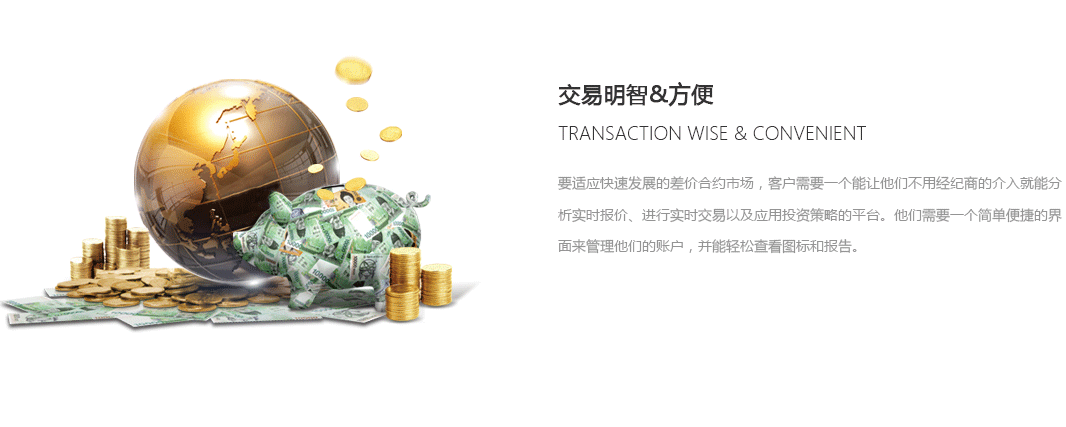 交易明智&方便
TRANSACTION WISE & CONVENIENT
要适应快速发展的差价合约市场，客户需要一个能让他们不用经纪商的介入就能分
析实时报价、进行实时交易以及应用投资策略的平台。他们需要一个简单便捷的界
面来管理他们的账户，并能轻松查看图标和报告。